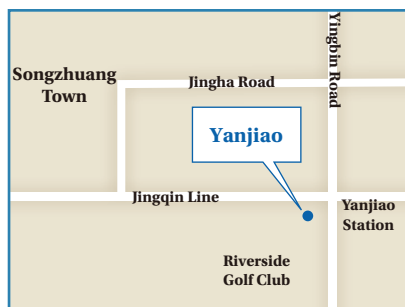 Songzhuang
Town
Jingha Road
Yingbin Road
Yanjiao
Jingqin Line
Yanjiao
Station
Riverside
Golf Club